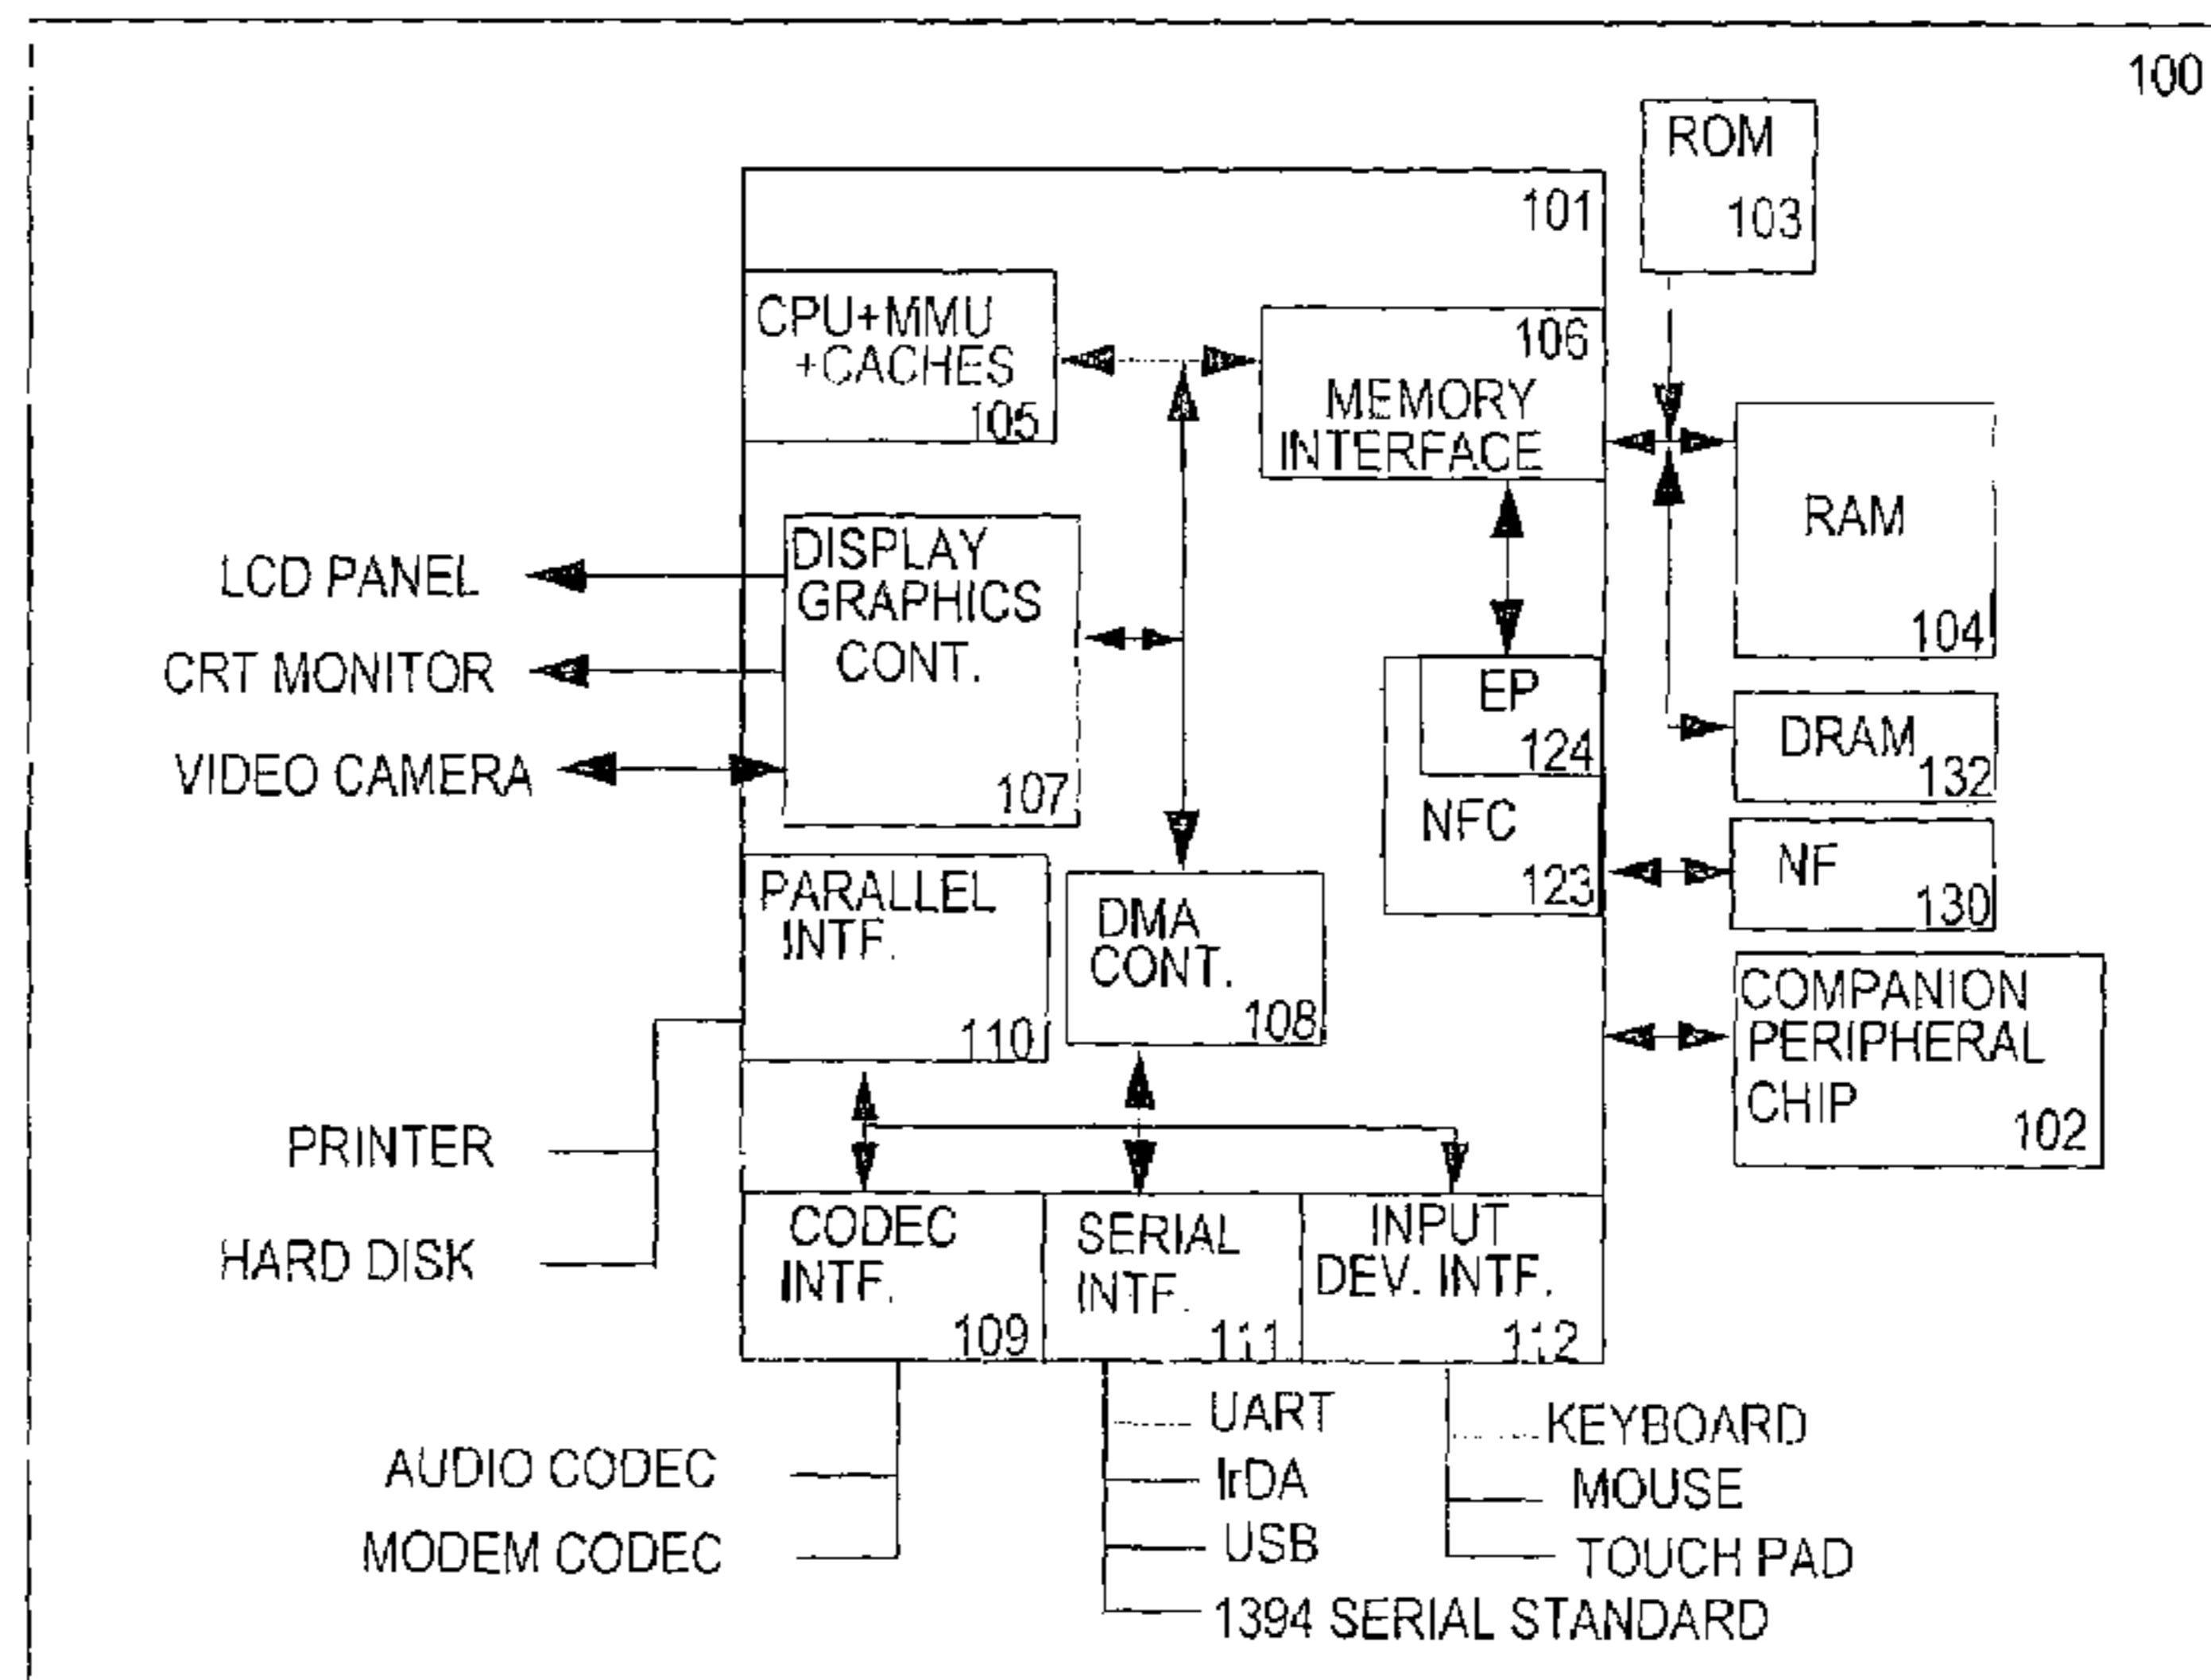 100
ROM
103
101
CPU+MMU
+CACHES
105
106
MEMORY
INTERFACE
RAM
104
DISPLAY
GRAPHICS
CONT.
107
LCD PANEL
CRT MONITOR
VIDEO CAMERA
EP
124
NFC
123
DRAM
132
NF
130
PARALLEL
INTF.
110
DMA
CONT.
108
COMPANION
PERIPHERAL
CHIP
102
PRINTER
HARD DISK
CODEC
INTF.
109
SERIAL
INTF.
111
INPUT
DEV. INTF.
112
AUDIO CODEC
MODEM CODEC
UART
IrDA
USB
1394 SERIAL STANDARD
KEYBOARD
MOUSE
TOUCH PAD